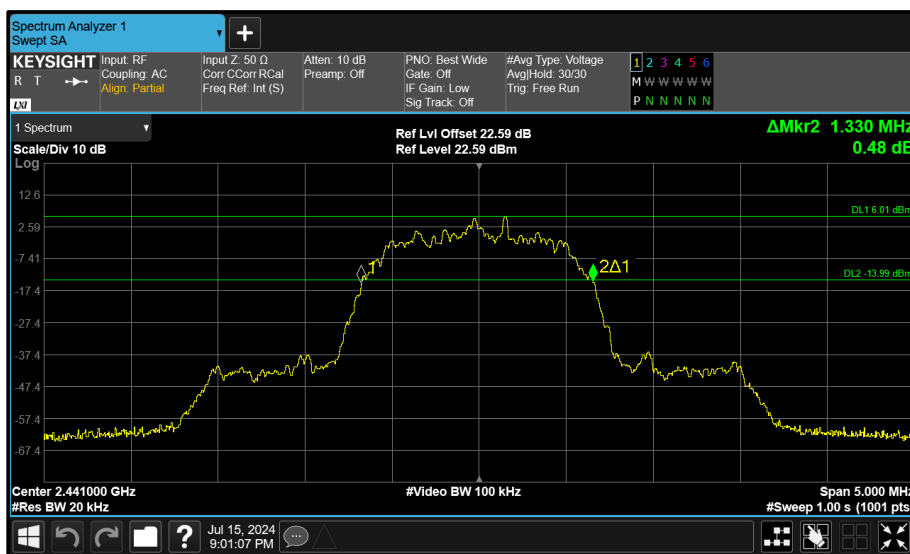 Spectrum Analyzer 1
Swept SA
KEYSIGHT
R T
LXI
Input: RF
Coupling: AC
Align: Partial
Input Z: 50 Ω
Corr CCorr RCal
Freq Ref: Int (S)
Atten: 10 dB
Preamp: Off
PNO: Best Wide
Gate: Off
IF Gain: Low
Sig Track: Off
#Avg Type: Voltage
Avg|Hold: 30/30
Trig: Free Run
1 2 3 4 5 6
M W W W W W
P N N N N N
1 Spectrum
Scale/Div 10 dB
Log
Ref Lvl Offset 22.59 dB
Ref Level 22.59 dBm
ΔMkr2 1.330 MHz
0.48 dB
12.6
DL1 6.01 dBm
2.59
-7.41
1
2Δ1
DL2 -13.99 dBm
-17.4
-27.4
-37.4
-47.4
-57.4
-67.4
Center 2.441000 GHz
#Video BW 100 kHz
Span 5.000 MHz
#Res BW 20 kHz
#Sweep 1.00 s (1001 pts
?
Jul 15, 2024
9:01:07 PM